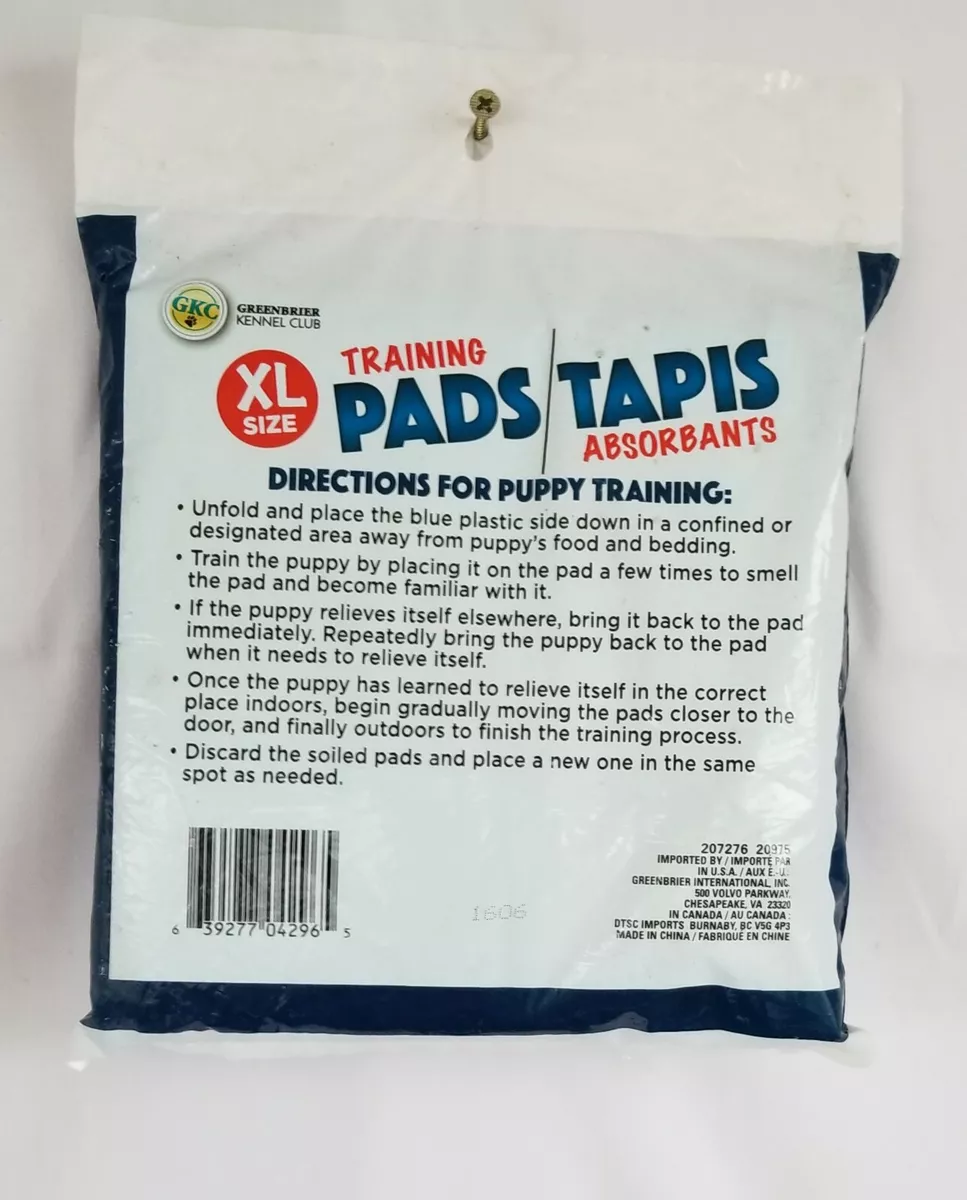 GKC
GREENBRIER
KENNEL CLUB
XL
SIZE
TRAINING
PADS
TAPIS
ABSORBANTS
DIRECTIONS FOR PUPPY TRAINING:
• Unfold and place the blue plastic side down in a confined or
designated area away from puppy's food and bedding.
• Train the puppy by placing it on the pad a few times to smell
the pad and become familiar with it.
• If the puppy relieves itself elsewhere, bring it back to the pad
immediately. Repeatedly bring the puppy back to the pad
when it needs to relieve itself.
• Once the puppy has learned to relieve itself in the correct
place indoors, begin gradually moving the pads closer to the
door, and finally outdoors to finish the training process.
• Discard the soiled pads and place a new one in the same
spot as needed.
6 39277 04296 5
1606
207276 20975
IMPORTED BY / IMPORTÉ PAR
IN U.S.A. / AUX É.-U.
GREENBRIER INTERNATIONAL, INC.
500 VOLVO PARKWAY,
CHESAPEAKE, VA 23320
IN CANADA / AU CANADA :
DTSC IMPORTS BURNABY, BC V5G 4P3
MADE IN CHINA / FABRIQUÉ EN CHINE